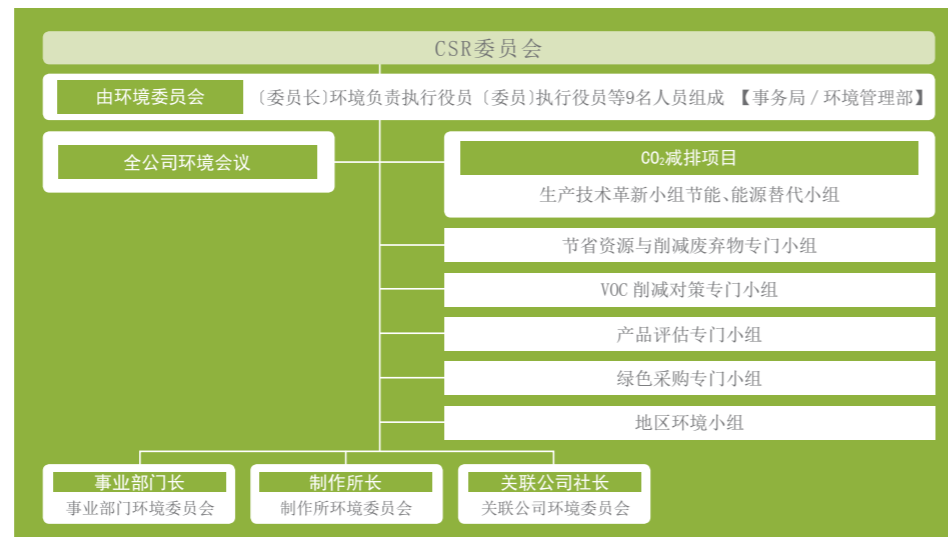 CSR委员会
由环境委员会 〔委员长〕环境负责执行役员〔委员〕执行役员等9名人员组成 【事务局 / 环境管理部】
全公司环境会议
CO₂减排项目
生产技术革新小组节能、能源替代小组
节省资源与削减废弃物专门小组
VOC 削减对策专门小组
产品评估专门小组
绿色采购专门小组
地区环境小组
事业部门长
事业部门环境委员会
制作所长
制作所环境委员会
关联公司社长
关联公司环境委员会